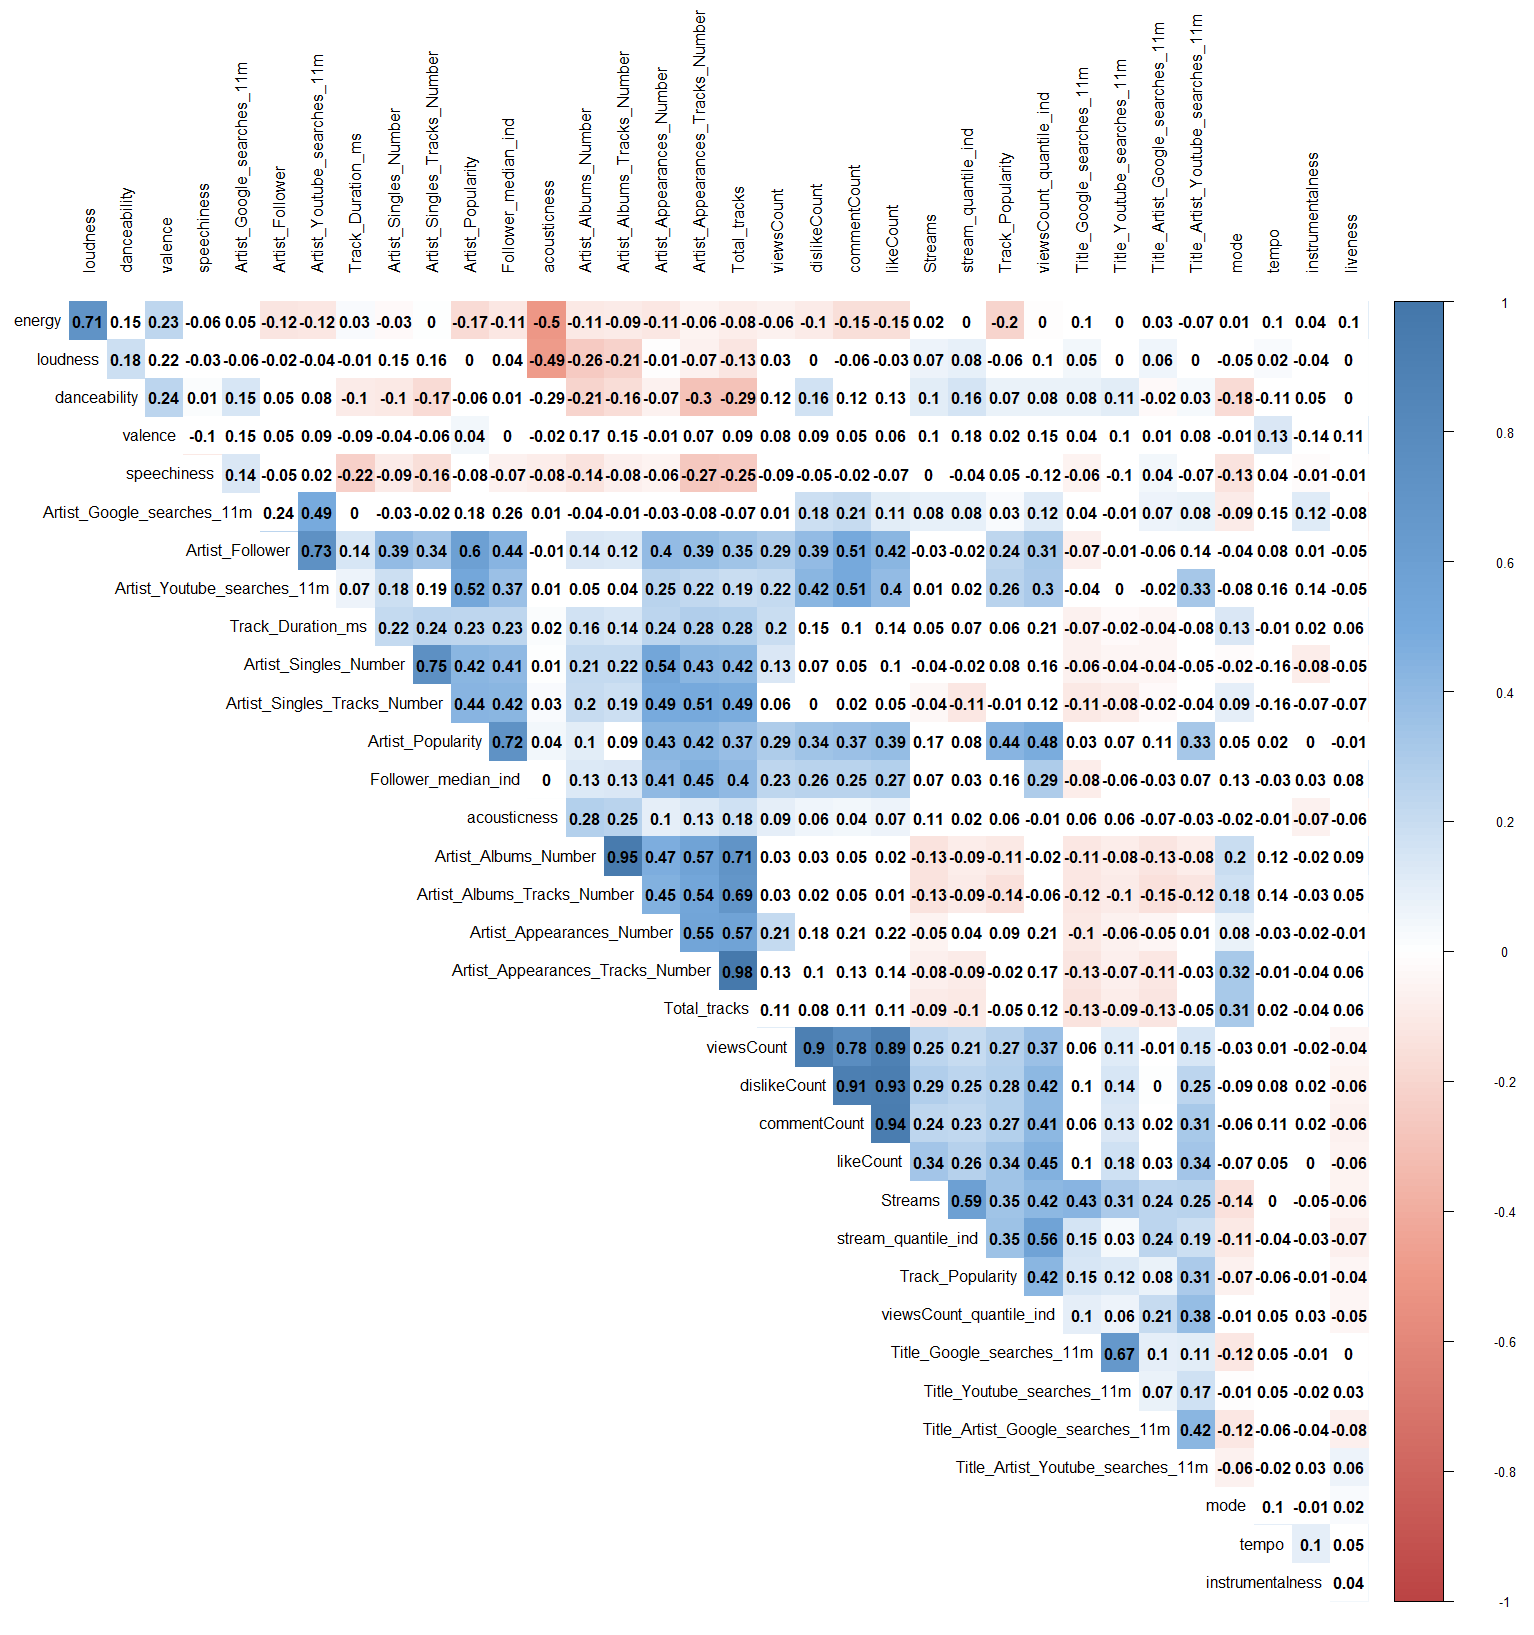 loudness
danceability
valence
speechiness
Artist_Google_searches_11m
Artist_Follower
Artist_Youtube_searches_11m
Track_Duration_ms
Artist_Singles_Number
Artist_Singles_Tracks_Number
Artist_Popularity
Follower_median_ind
acousticness
Artist_Albums_Number
Artist_Albums_Tracks_Number
Artist_Appearances_Number
Artist_Appearances_Tracks_Number
Total_tracks
viewsCount
dislikeCount
commentCount
likeCount
Streams
stream_quantile_ind
Track_Popularity
viewsCount_quantile_ind
Title_Google_searches_11m
Title_Youtube_searches_11m
Title_Artist_Google_searches_11m
Title_Artist_Youtube_searches_11m
mode
tempo
instrumentalness
liveness
energy 0.71 0.15 0.23 -0.06 0.05 -0.12 -0.12 0.03 -0.03 0 -0.17 -0.11 -0.5 -0.11 -0.09 -0.11 -0.06 -0.08 -0.06 -0.1 -0.15 -0.15 0.02 0 -0.2 0 0.1 0 0.03 -0.07 0.01 0.1 0.04 0.1
loudness 0.18 0.22 -0.03 -0.06 -0.02 -0.04 -0.01 0.15 0.16 0 0.04 -0.49 -0.26 -0.21 -0.01 -0.07 -0.13 0.03 0 -0.06 -0.03 0.07 0.08 -0.06 0.1 0.05 0 0.06 0 -0.05 0.02 -0.04 0
danceability 0.24 0.01 0.15 0.05 0.08 -0.1 -0.1 -0.17 -0.06 0.01 -0.29 -0.21 -0.16 -0.07 -0.3 -0.29 0.12 0.16 0.12 0.13 0.1 0.16 0.07 0.08 0.08 0.11 -0.02 0.03 -0.18 -0.11 0.05 0
valence -0.1 0.15 0.05 0.09 -0.09 -0.04 -0.06 0.04 0 -0.02 0.17 0.15 -0.01 0.07 0.09 0.08 0.09 0.05 0.06 0.1 0.18 0.02 0.15 0.04 0.1 0.01 0.08 -0.01 0.13 -0.14 0.11
speechiness 0.14 -0.05 0.02 -0.22 -0.09 -0.16 -0.08 -0.07 -0.08 -0.14 -0.08 -0.06 -0.27 -0.25 -0.09 -0.05 -0.02 -0.07 0 -0.04 0.05 -0.12 -0.06 -0.1 0.04 -0.07 -0.13 0.04 -0.01 -0.01
Artist_Google_searches_11m 0.24 0.49 0 -0.03 -0.02 0.18 0.26 0.01 -0.04 -0.01 -0.03 -0.08 -0.07 0.01 0.18 0.21 0.11 0.08 0.08 0.03 0.12 0.04 -0.01 0.07 0.08 -0.09 0.15 0.12 -0.08
Artist_Follower 0.73 0.14 0.39 0.34 0.6 0.44 -0.01 0.14 0.12 0.4 0.39 0.35 0.29 0.39 0.51 0.42 -0.03 -0.02 0.24 0.31 -0.07 -0.01 -0.06 0.14 -0.04 0.08 0.01 -0.05
Artist_Youtube_searches_11m 0.07 0.18 0.19 0.52 0.37 0.01 0.05 0.04 0.25 0.22 0.19 0.22 0.42 0.51 0.4 0.01 0.02 0.26 0.3 -0.04 0 -0.02 0.33 -0.08 0.16 0.14 -0.05
Track_Duration_ms 0.22 0.24 0.23 0.23 0.02 0.16 0.14 0.24 0.28 0.28 0.2 0.15 0.1 0.14 0.05 0.07 0.06 0.21 -0.07 -0.02 -0.04 -0.08 0.13 -0.01 0.02 0.06
Artist_Singles_Number 0.75 0.42 0.41 0.01 0.21 0.22 0.54 0.43 0.42 0.13 0.07 0.05 0.1 -0.04 -0.02 0.08 0.16 -0.06 -0.04 -0.04 -0.05 -0.02 -0.16 -0.08 -0.05
Artist_Singles_Tracks_Number 0.44 0.42 0.03 0.2 0.19 0.49 0.51 0.49 0.06 0 0.02 0.05 -0.04 -0.11 -0.01 0.12 -0.11 -0.08 -0.02 -0.04 0.09 -0.16 -0.07 -0.07
Artist_Popularity 0.72 0.04 0.1 0.09 0.43 0.42 0.37 0.29 0.34 0.37 0.39 0.17 0.08 0.44 0.48 0.03 0.07 0.11 0.33 0.05 0.02 0 -0.01
Follower_median_ind 0 0.13 0.13 0.41 0.45 0.4 0.23 0.26 0.25 0.27 0.07 0.03 0.16 0.29 -0.08 -0.06 -0.03 0.07 0.13 -0.03 0.03 0.08
acousticness 0.28 0.25 0.1 0.13 0.18 0.09 0.06 0.04 0.07 0.11 0.02 0.06 -0.01 0.06 0.06 -0.07 -0.03 -0.02 -0.01 -0.07 -0.06
Artist_Albums_Number 0.95 0.47 0.57 0.71 0.03 0.03 0.05 0.02 -0.13 -0.09 -0.11 -0.02 -0.11 -0.08 -0.13 -0.08 0.2 0.12 -0.02 0.09
Artist_Albums_Tracks_Number 0.45 0.54 0.69 0.03 0.02 0.05 0.01 -0.13 -0.09 -0.14 -0.06 -0.12 -0.1 -0.15 -0.12 0.18 0.14 -0.03 0.05
Artist_Appearances_Number 0.55 0.57 0.21 0.18 0.21 0.22 -0.05 0.04 0.09 0.21 -0.1 -0.06 -0.05 0.01 0.08 -0.03 -0.02 -0.01
Artist_Appearances_Tracks_Number 0.98 0.13 0.1 0.13 0.14 -0.08 -0.09 -0.02 0.17 -0.13 -0.07 -0.11 -0.03 0.32 -0.01 -0.04 0.06
Total_tracks 0.11 0.08 0.11 0.11 -0.09 -0.1 -0.05 0.12 -0.13 -0.09 -0.13 -0.05 0.31 0.02 -0.04 0.06
viewsCount 0.9 0.78 0.89 0.25 0.21 0.27 0.37 0.06 0.11 -0.01 0.15 -0.03 0.01 -0.02 -0.04
dislikeCount 0.91 0.93 0.29 0.25 0.28 0.42 0.1 0.14 0 0.25 -0.09 0.08 0.02 -0.06
commentCount 0.94 0.24 0.23 0.27 0.41 0.06 0.13 0.02 0.31 -0.06 0.11 0.02 -0.06
likeCount 0.34 0.26 0.34 0.45 0.1 0.18 0.03 0.34 -0.07 0.05 0 -0.06
Streams 0.59 0.35 0.42 0.43 0.31 0.24 0.25 -0.14 0 -0.05 -0.06
stream_quantile_ind 0.35 0.56 0.15 0.03 0.24 0.19 -0.11 -0.04 -0.03 -0.07
Track_Popularity 0.42 0.15 0.12 0.08 0.31 -0.07 -0.06 -0.01 -0.04
viewsCount_quantile_ind 0.1 0.06 0.21 0.38 -0.01 0.05 0.03 -0.05
Title_Google_searches_11m 0.67 0.1 0.11 -0.12 0.05 -0.01 0
Title_Youtube_searches_11m 0.07 0.17 -0.01 0.05 -0.02 0.03
Title_Artist_Google_searches_11m 0.42 -0.12 -0.06 -0.04 -0.08
Title_Artist_Youtube_searches_11m -0.06 -0.02 0.03 0.06
mode 0.1 -0.01 0.02
tempo 0.1 0.05
instrumentalness 0.04
1
0.8
0.6
0.4
0.2
0
-0.2
-0.4
-0.6
-0.8
-1